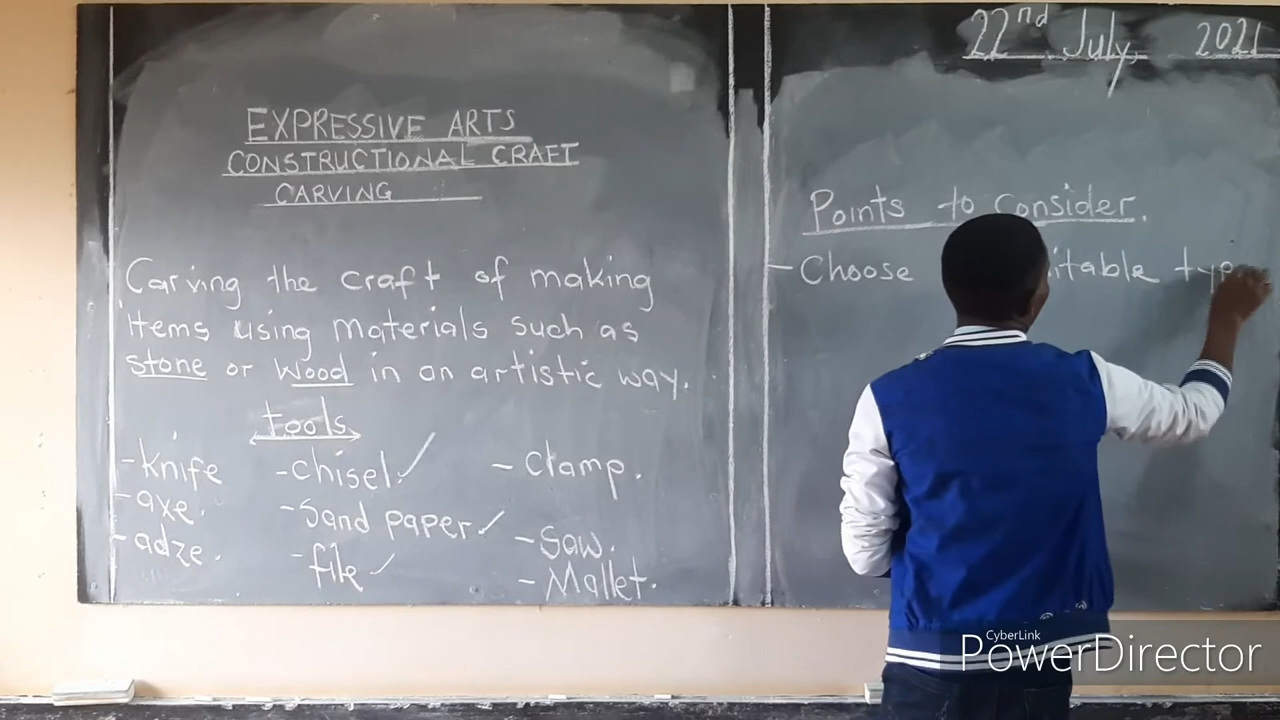 EXPRESSIVE ARTS
CONSTRUCTIONAL CRAFT
CARVING
Carving the craft of making
items using materials such as
stone or wood in an artistic way.
tools
-knife
-axe.
-adze.
-chisel.
-Sand paper
-file
-Clamp.
-Saw.
-Mallet.
22nd July, 2021
Points to Consider.
-Choose itable type
CyberLink
PowerDirector